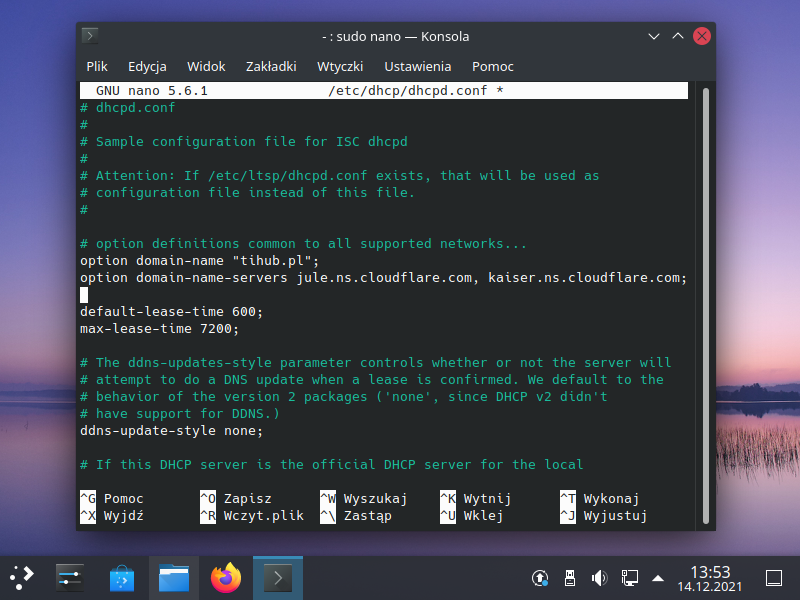 - : sudo nano — Konsola
Plik Edycja Widok Zakładki Wtyczki Ustawienia Pomoc
GNU nano 5.6.1 /etc/dhcp/dhcpd.conf *
# dhcpd.conf
#
# Sample configuration file for ISC dhcpd
#
# Attention: If /etc/ltsp/dhcpd.conf exists, that will be used as
# configuration file instead of this file.
#
# option definitions common to all supported networks...
option domain-name "tihub.pl";
option domain-name-servers jule.ns.cloudflare.com, kaiser.ns.cloudflare.com;
default-lease-time 600;
max-lease-time 7200;
# The ddns-updates-style parameter controls whether or not the server will
# attempt to do a DNS update when a lease is confirmed. We default to the
# behavior of the version 2 packages ('none', since DHCP v2 didn't
# have support for DDNS.)
ddns-update-style none;
# If this DHCP server is the official DHCP server for the local
^G Pomoc ^O Zapisz ^W Wyszukaj ^K Wytnij ^T Wykonaj
^X Wyjdź ^R Wczyt.plik ^\ Zastąp ^U Wklej ^J Wyjustuj
13:53
14.12.2021